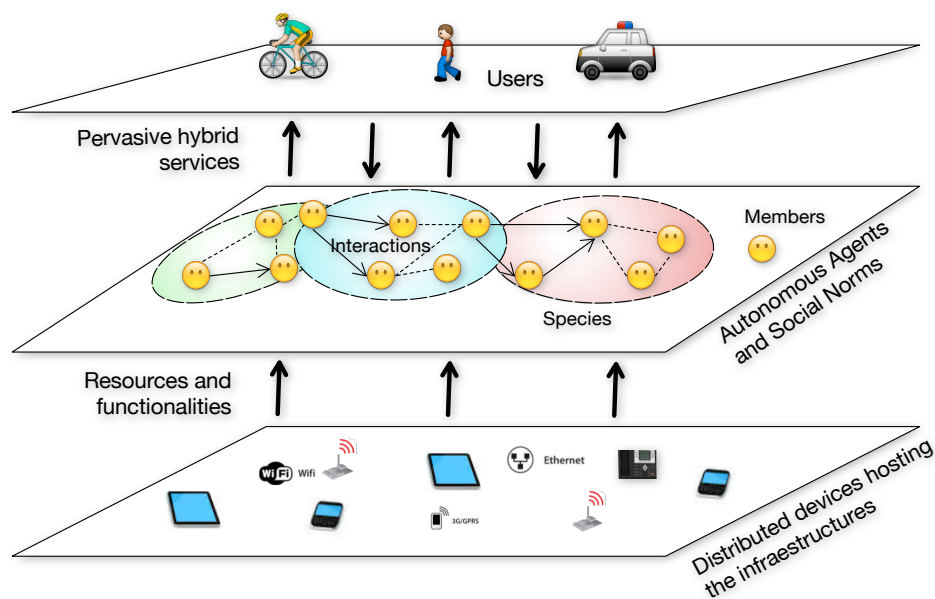 Users
Pervasive hybrid
services
Members
Interactions
Species
Autonomous Agents
and Social Norms
Resources and
functionalities
WiFi Wifi
Ethernet
3G/GPRS
Distributed devices hosting
the infraestructures